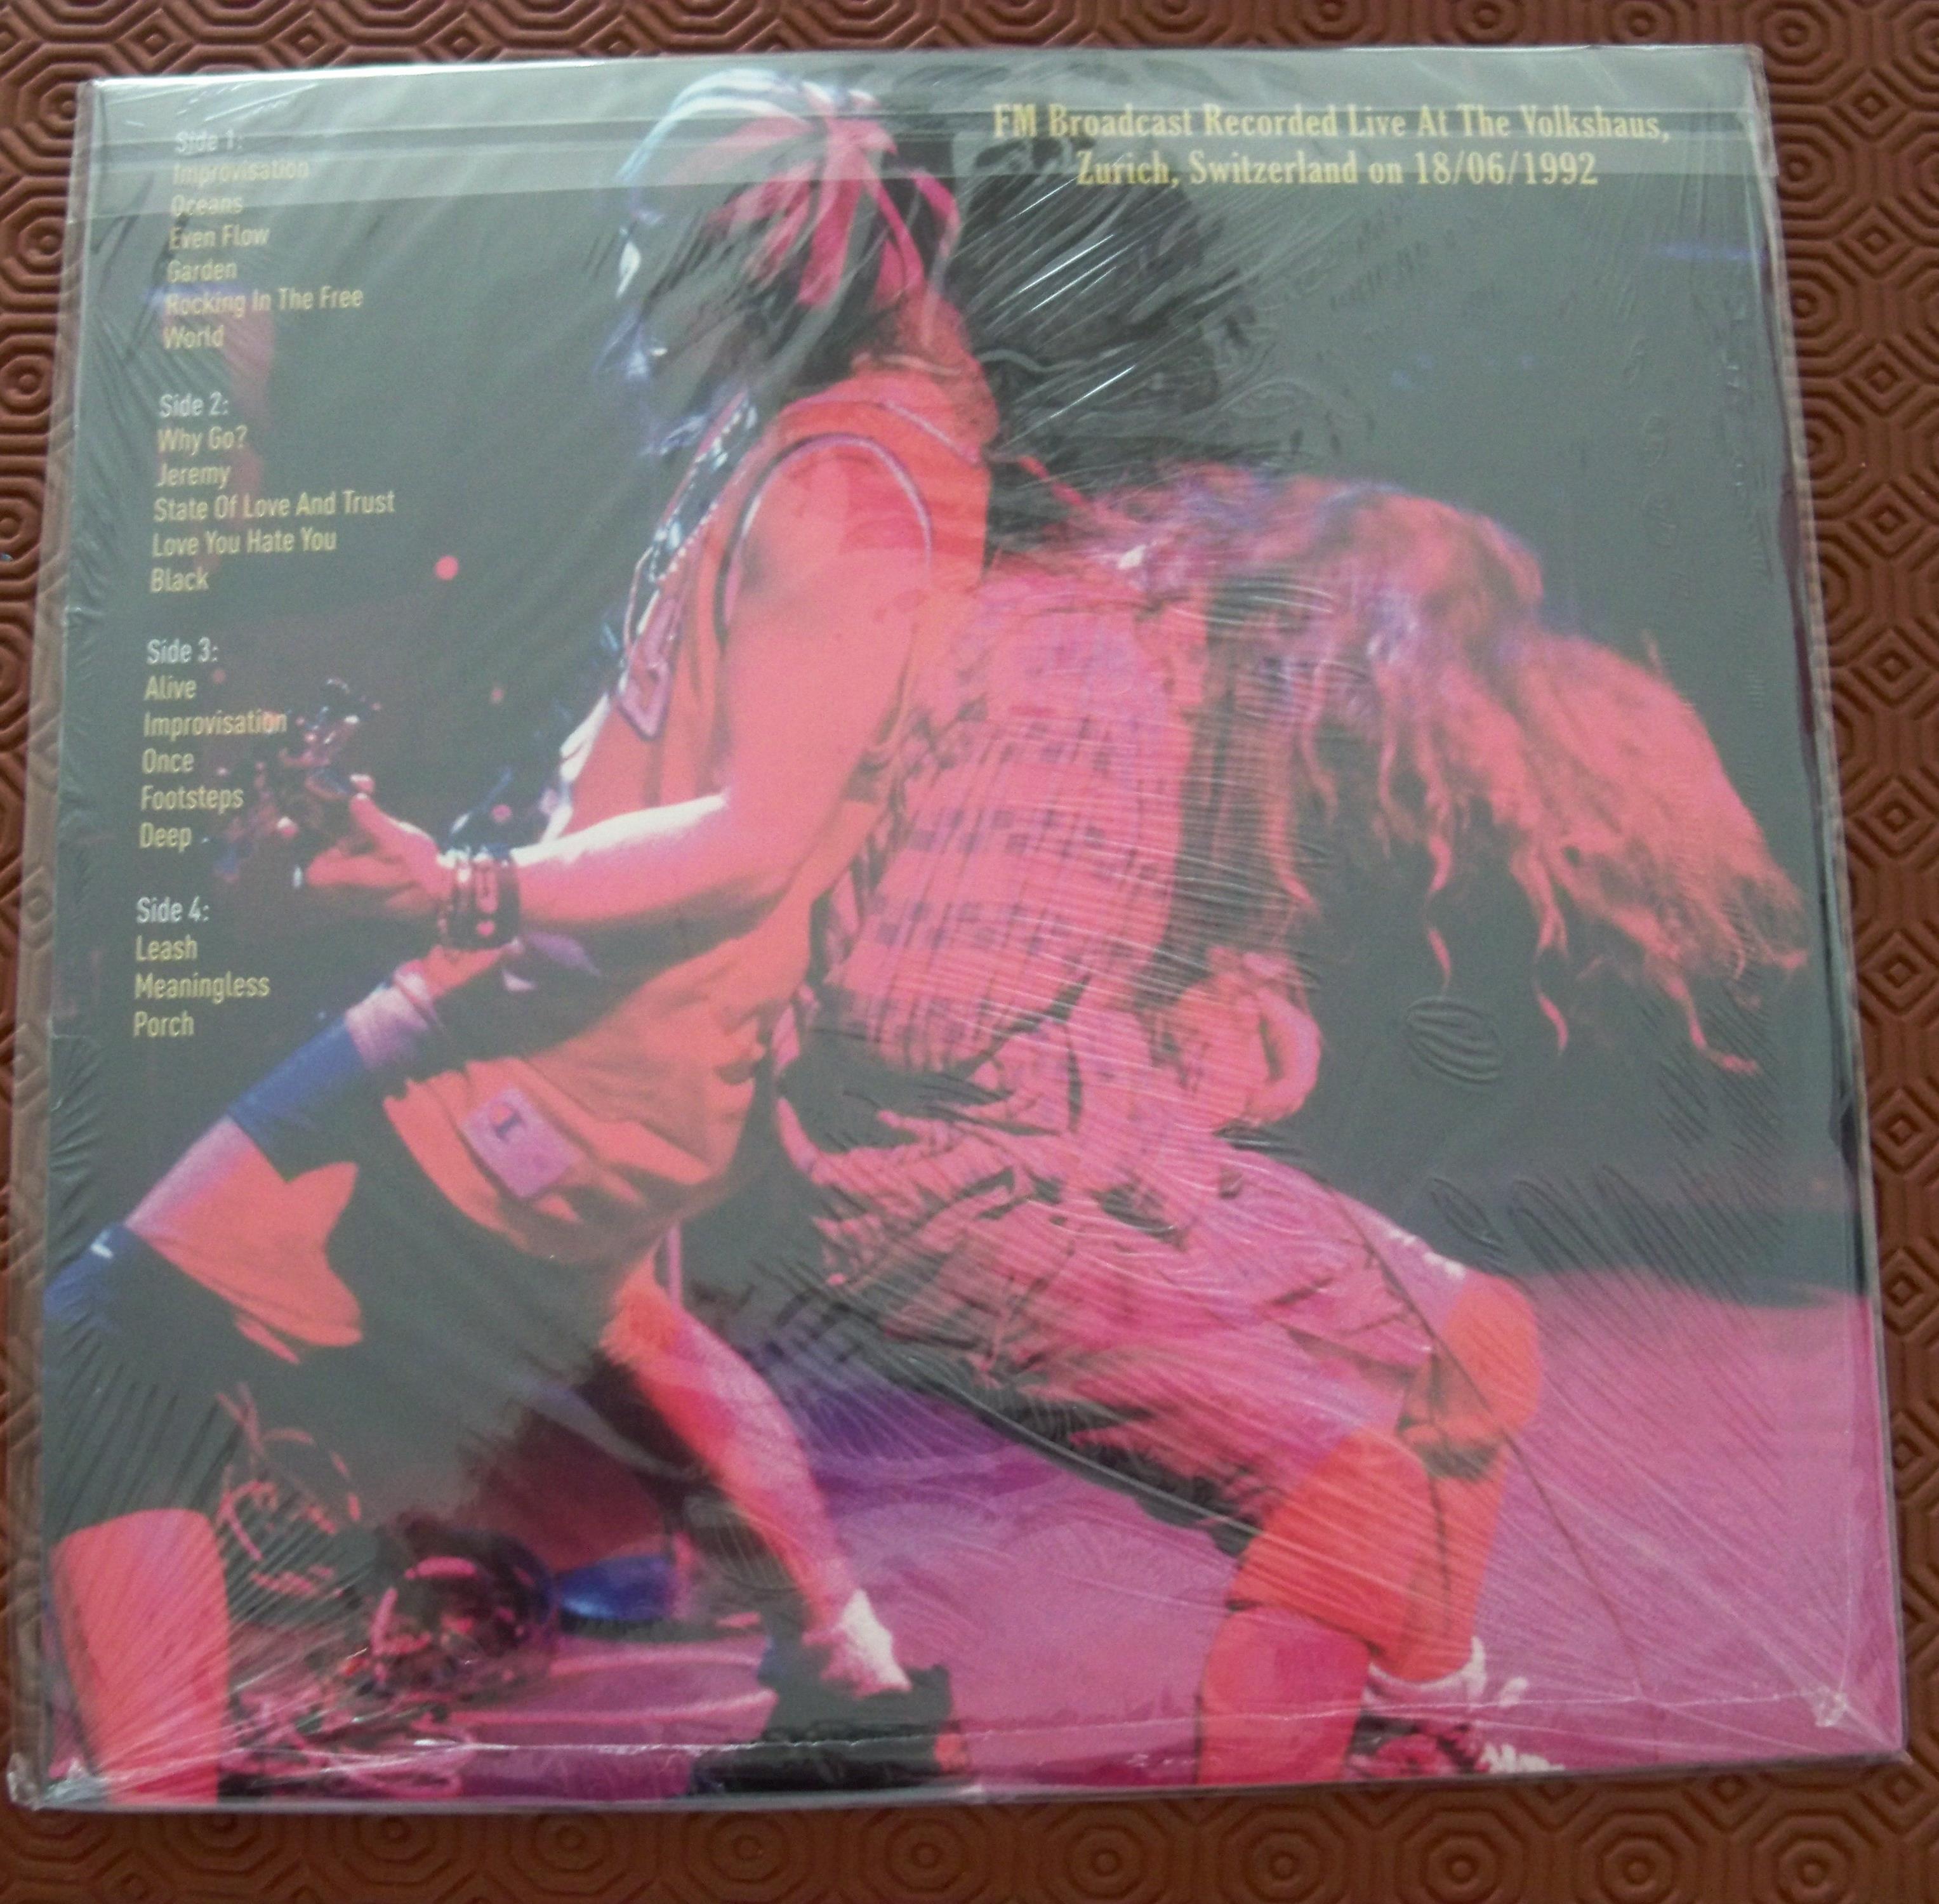 FM Broadcast Recorded Live At The Volkshaus,
Zurich, Switzerland on 18/06/1992
Side 1:
Improvisation
Oceans
Even Flow
Garden
Rocking In The Free
World
Side 2:
Why Go?
Jeremy
State Of Love And Trust
Love You Hate You
Black
Side 3:
Alive
Improvisation
Once
Footsteps
Deep
Side 4:
Leash
Meaningless
Porch